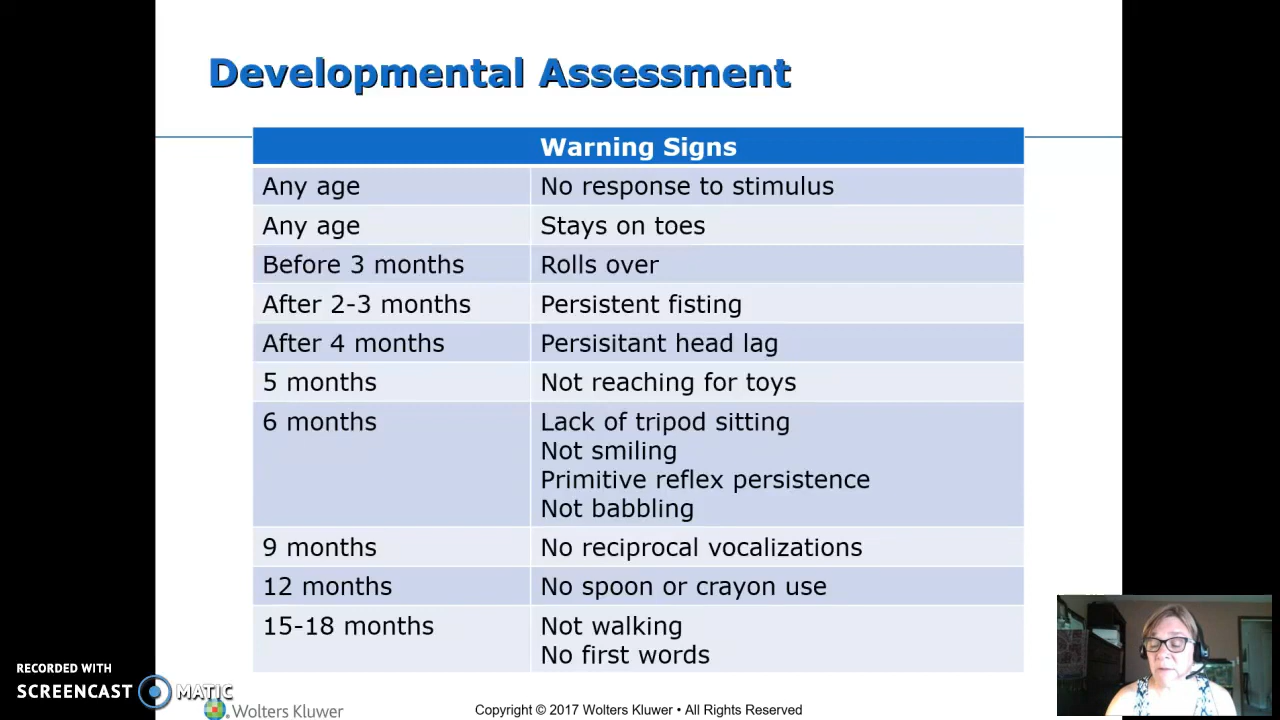 Developmental Assessment
Warning Signs
Any age No response to stimulus
Any age Stays on toes
Before 3 months Rolls over
After 2-3 months Persistent fisting
After 4 months Persisitant head lag
5 months Not reaching for toys
6 months Lack of tripod sitting
Not smiling
Primitive reflex persistence
Not babbling
9 months No reciprocal vocalizations
12 months No spoon or crayon use
15-18 months Not walking
No first words
RECORDED WITH
SCREENCAST MATIC
Wolters Kluwer
Copyright © 2017 Wolters Kluwer • All Rights Reserved